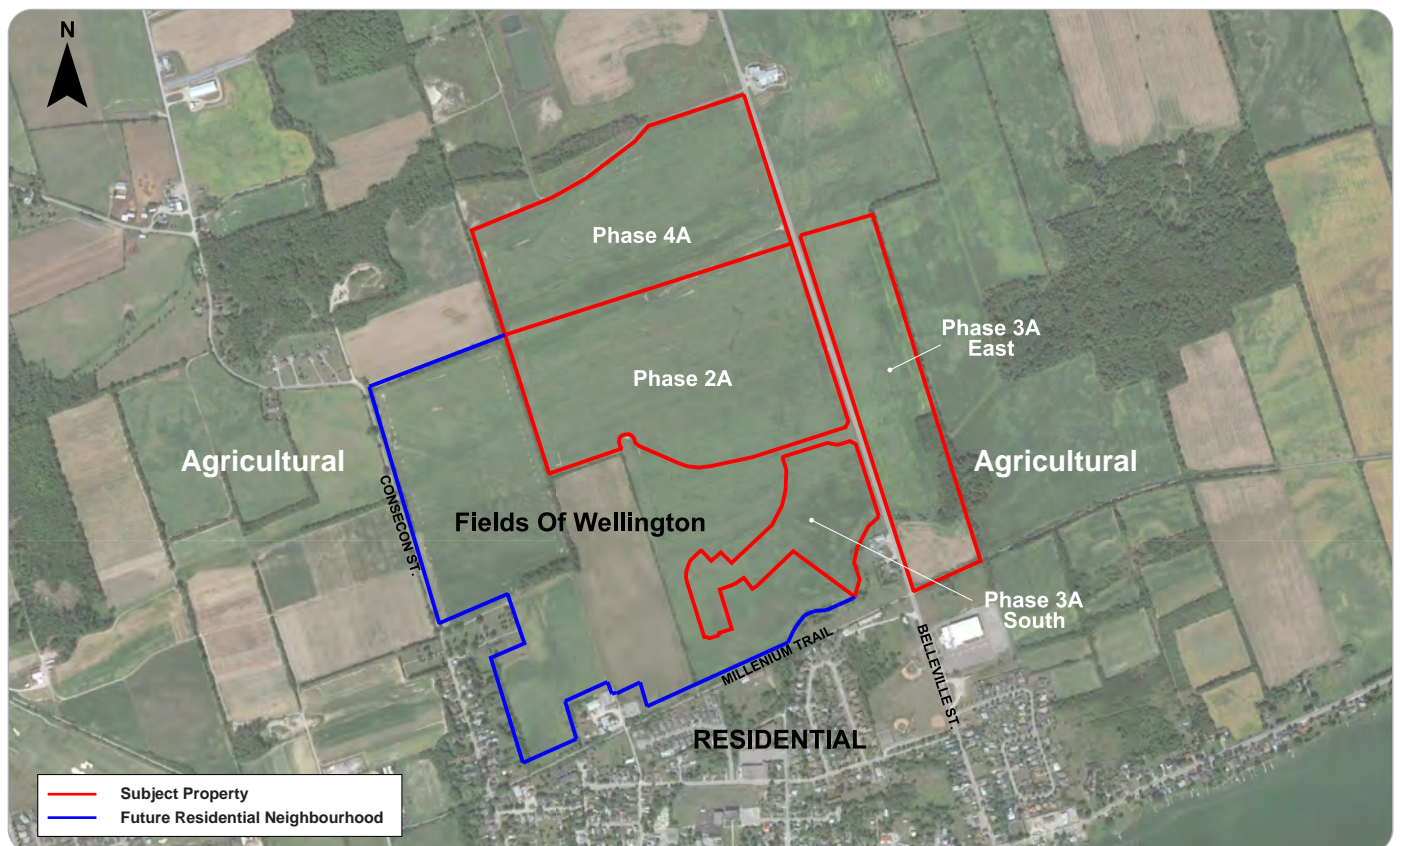 N
Phase 4A
Phase 3A
East
Phase 2A
Agricultural
Agricultural
CONSECON ST.
Fields Of Wellington
Phase 3A
South
MILLENIUM TRAIL
BELLEVILLE ST.
RESIDENTIAL
Subject Property
Future Residential Neighbourhood